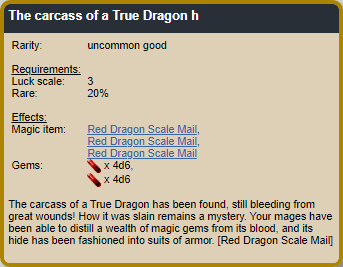 The carcass of a True Dragon h
Rarity: uncommon good
Requirements:
Luck scale: 3
Rare: 20%
Effects:
Magic item: Red Dragon Scale Mail,
Red Dragon Scale Mail,
Red Dragon Scale Mail
Gems: x 4d6,
x 4d6
The carcass of a True Dragon has been found, still bleeding from
great wounds! How it was slain remains a mystery. Your mages have
been able to distill a wealth of magic gems from its blood, and
its hide has been fashioned into suits of armor. [Red Dragon Scale Mail]